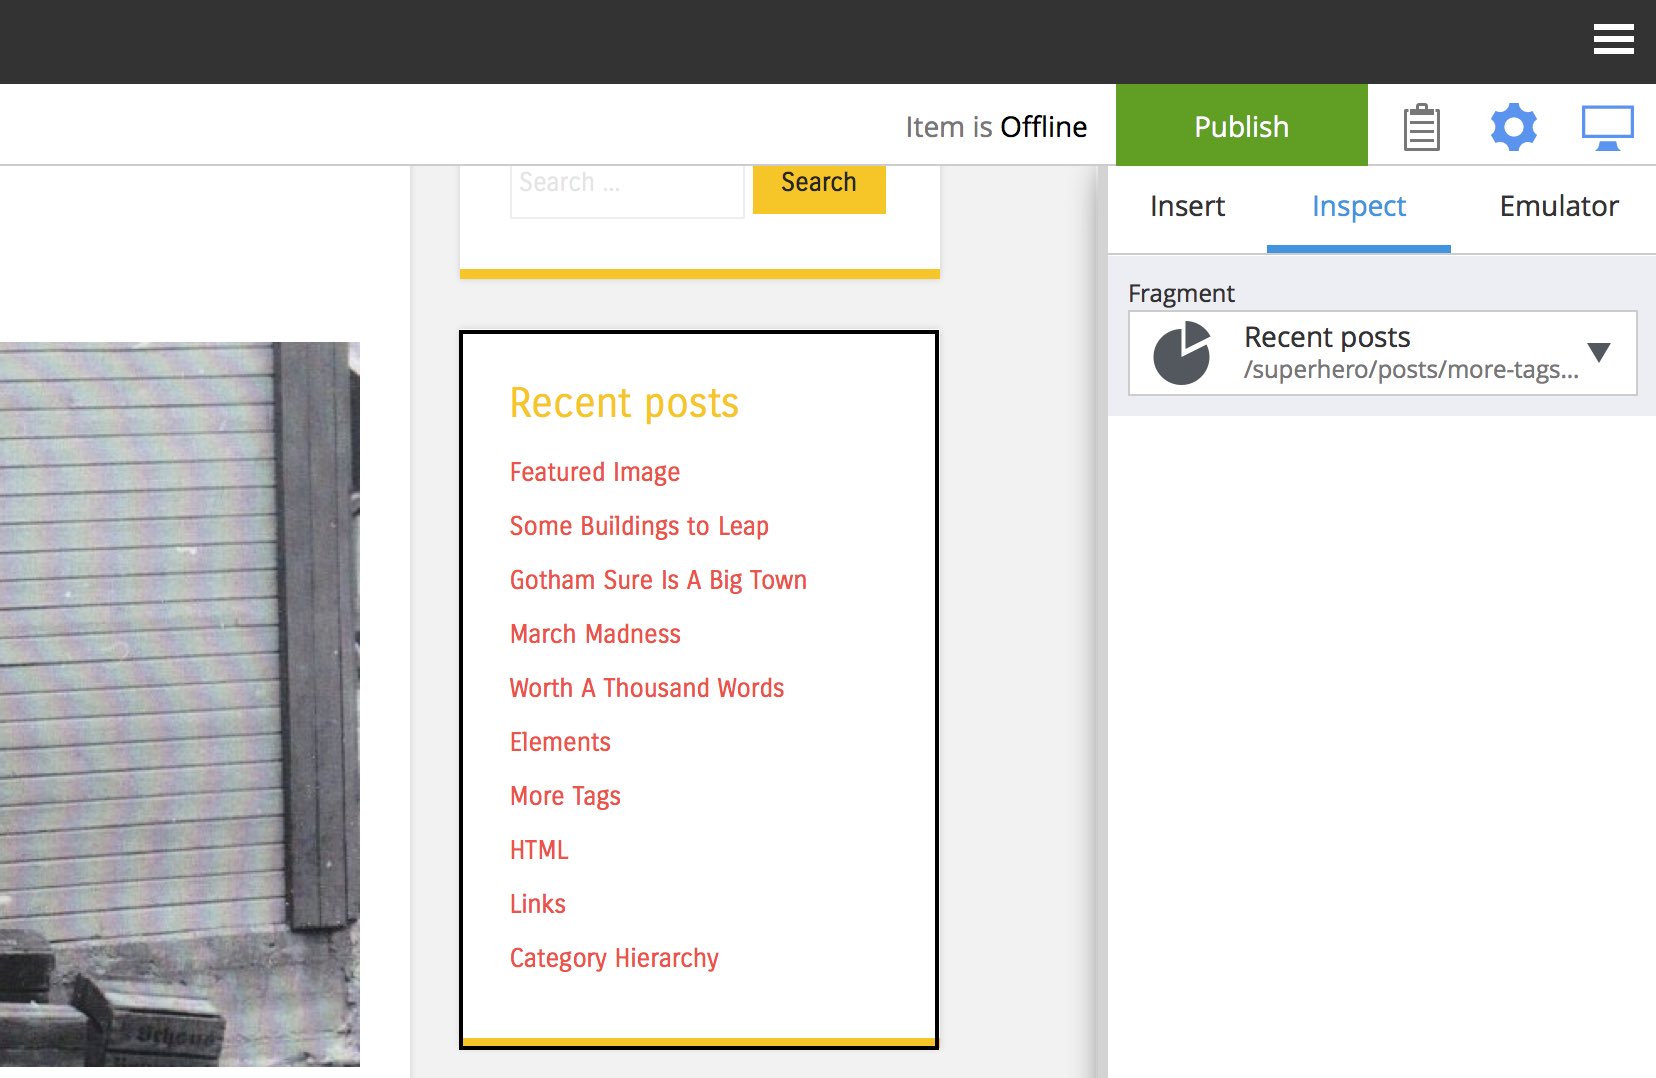 Item is Offline
Publish
Search ...
Search
Insert
Inspect
Emulator
Fragment
Recent posts
/superhero/posts/more-tags...
Recent posts
Featured Image
Some Buildings to Leap
Gotham Sure Is A Big Town
March Madness
Worth A Thousand Words
Elements
More Tags
HTML
Links
Category Hierarchy